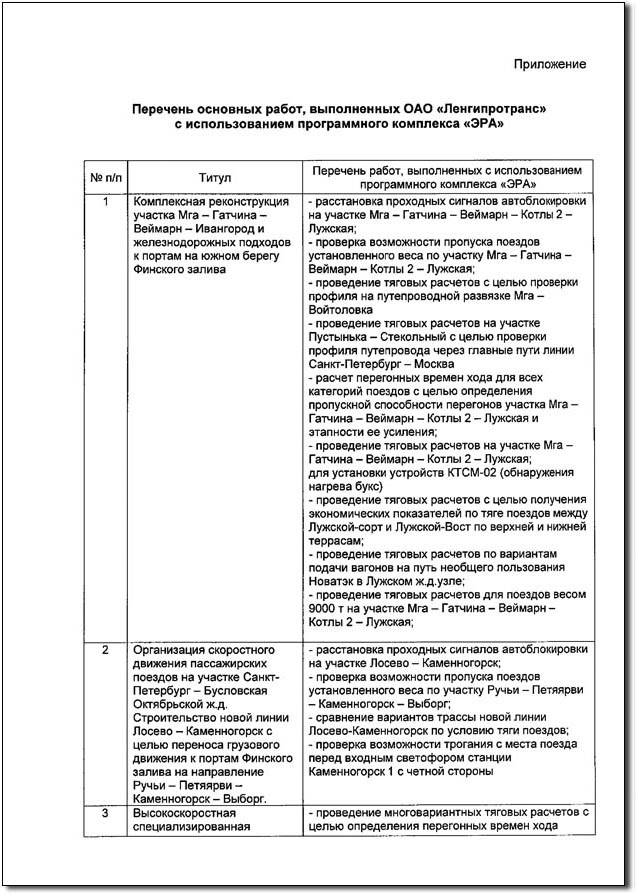 Приложение
Перечень основных работ, выполненных ОАО «Ленгипротранс»
с использованием программного комплекса «ЭРА»
№ п/п
Титул
Перечень работ, выполненных с использованием
программного комплекса «ЭРА»
1
Комплексная реконструкция
участка Мга – Гатчина –
Веймарн – Ивангород и
железнодорожных подходов
к портам на южном берегу
Финского залива
- расстановка проходных сигналов автоблокировки
на участке Мга – Гатчина – Веймарн – Котлы 2 –
Лужская;
- проверка возможности пропуска поездов
установленного веса по участку Мга – Гатчина –
Веймарн – Котлы 2 – Лужская;
- проведение тяговых расчетов с целью проверки
профиля на путепроводной развязке Мга –
Войтоловка
- проведение тяговых расчетов на участке
Пустынька – Стекольный с целью проверки
профиля путепровода через главные пути линии
Санкт-Петербург – Москва
- расчет перегонных времен хода для всех
категорий поездов с целью определения
пропускной способности перегонов участка Мга –
Гатчина – Веймарн – Котлы 2 – Лужская и
этапности ее усиления;
- проведение тяговых расчетов на участке Мга –
Гатчина – Веймарн – Котлы 2 – Лужская;
для установки устройств КТСМ-02 (обнаружения
нагрева букс)
- проведение тяговых расчетов с целью получения
экономических показателей по тяге поездов между
Лужской-сорт и Лужской-Вост по верхней и нижней
террасам;
- проведение тяговых расчетов по вариантам
подачи вагонов на путь необщего пользования
Новатэк в Лужском ж.д.узле;
- проведение тяговых расчетов для поездов весом
9000 т на участке Мга – Гатчина – Веймарн –
Котлы 2 – Лужская;
2
Организация скоростного
движения пассажирских
поездов на участке Санкт-
Петербург – Бусловская
Октябрьской ж.д.
Строительство новой линии
Лосево – Каменногорск с
целью переноса грузового
движения к портам Финского
залива на направление
Ручьи – Петяярви –
Каменногорск – Выборг.
- расстановка проходных сигналов автоблокировки
на участке Лосево – Каменногорск;
- проверка возможности пропуска поездов
установленного веса по участку Ручьи – Петяярви
– Каменногорск – Выборг;
- сравнение вариантов трассы новой линии
Лосево-Каменногорск по условию тяги поездов;
- проверка возможности трогания с места поезда
перед входным светофором станции
Каменногорск 1 с четной стороны
3
Высокоскоростная
специализированная
- проведение многовариантных тяговых расчетов с
целью определения перегонных времен хода